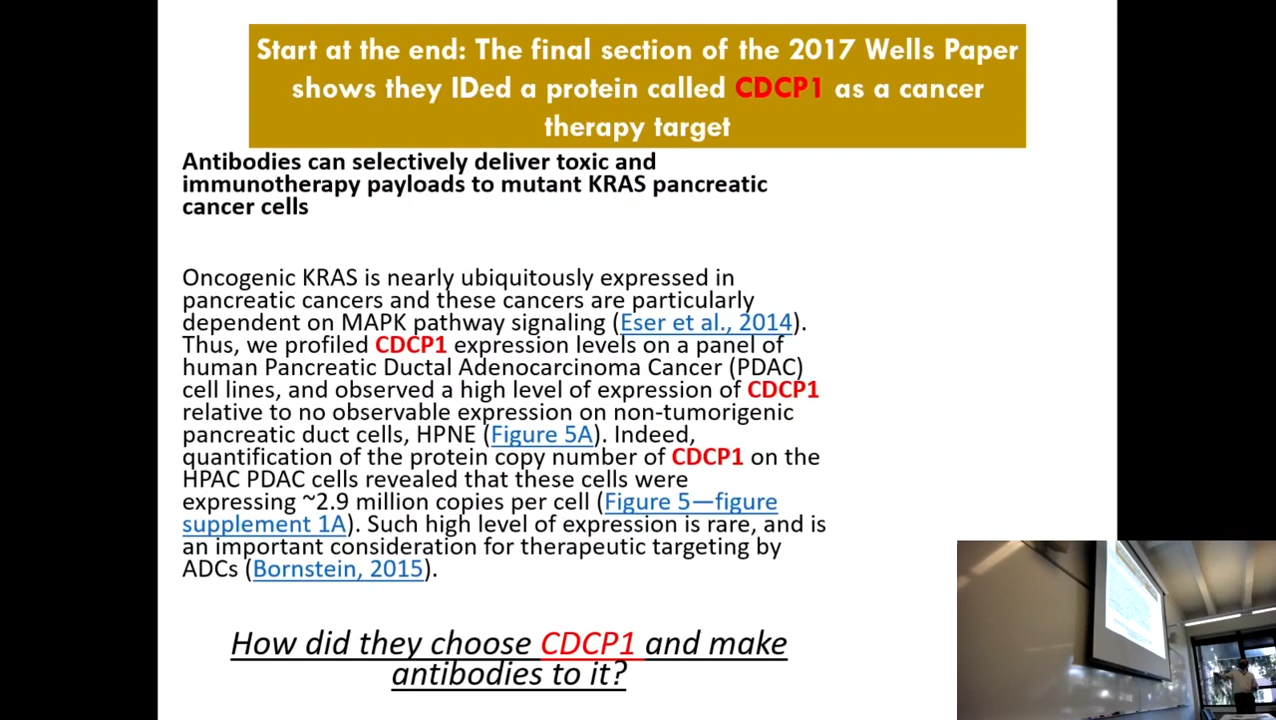 Start at the end: The final section of the 2017 Wells Paper
shows they IDed a protein called CDCP1 as a cancer
therapy target
Antibodies can selectively deliver toxic and
immunotherapy payloads to mutant KRAS pancreatic
cancer cells
Oncogenic KRAS is nearly ubiquitously expressed in
pancreatic cancers and these cancers are particularly
dependent on MAPK pathway signaling (Eser et al., 2014).
Thus, we profiled CDCP1 expression levels on a panel of
human Pancreatic Ductal Adenocarcinoma Cancer (PDAC)
cell lines, and observed a high level of expression of CDCP1
relative to no observable expression on non-tumorigenic
pancreatic duct cells, HPNE (Figure 5A). Indeed,
quantification of the protein copy number of CDCP1 on the
HPAC PDAC cells revealed that these cells were
expressing ~2.9 million copies per cell (Figure 5—figure
supplement 1A). Such high level of expression is rare, and is
an important consideration for therapeutic targeting by
ADCs (Bornstein, 2015).
How did they choose CDCP1 and make
antibodies to it?